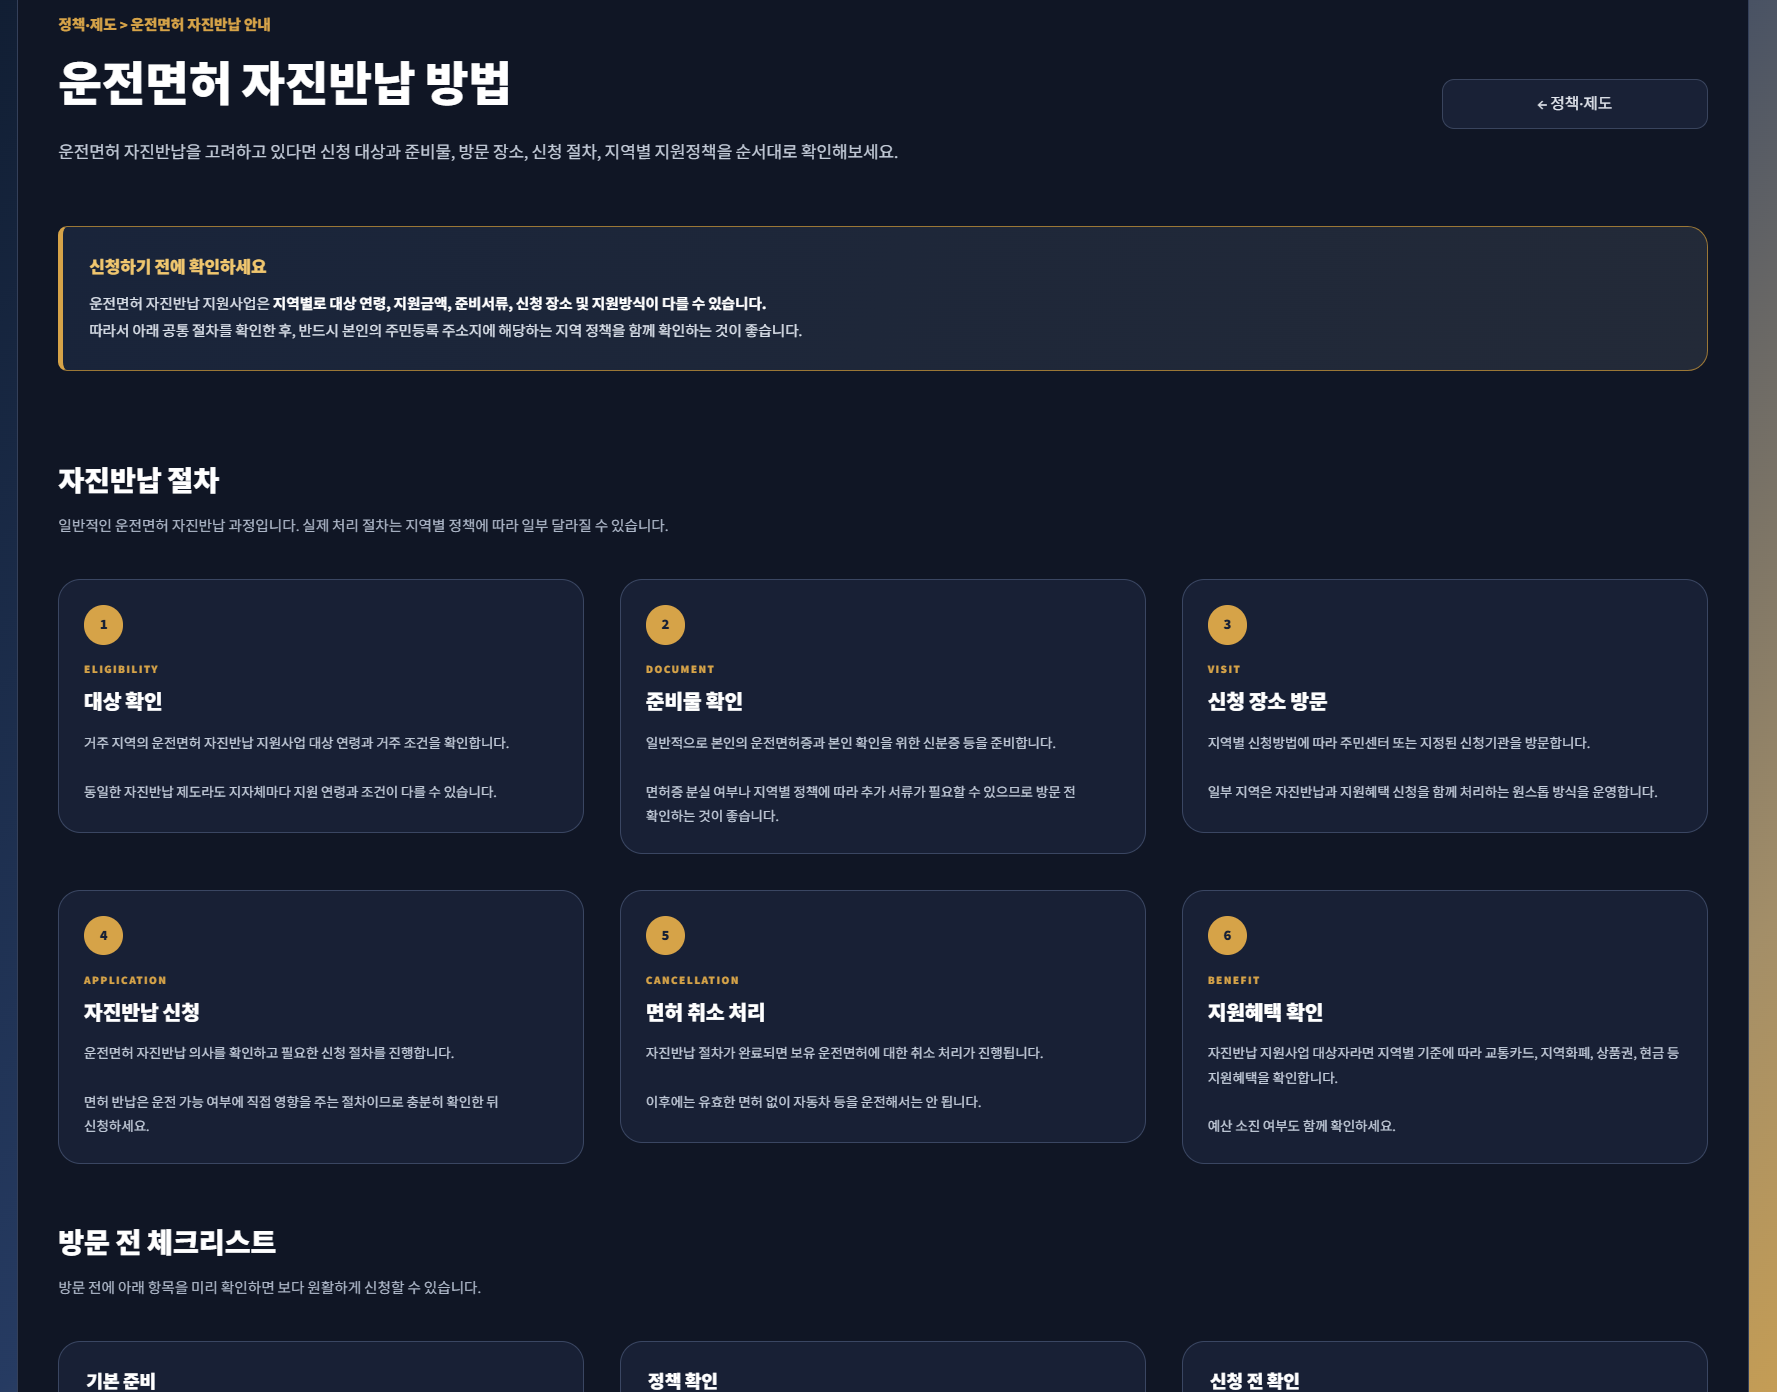 정책·제도 > 운전면허 자진반납 안내
운전면허 자진반납 방법
← 정책·제도
운전면허 자진반납을 고려하고 있다면 신청 대상과 준비물, 방문 장소, 신청 절차, 지역별 지원정책을 순서대로 확인해보세요.
신청하기 전에 확인하세요
운전면허 자진반납 지원사업은 지역별로 대상 연령, 지원금액, 준비서류, 신청 장소 및 지원방식이 다를 수 있습니다.
따라서 아래 공통 절차를 확인한 후, 반드시 본인의 주민등록 주소지에 해당하는 지역 정책을 함께 확인하는 것이 좋습니다.
자진반납 절차
일반적인 운전면허 자진반납 과정입니다. 실제 처리 절차는 지역별 정책에 따라 일부 달라질 수 있습니다.
1
ELIGIBILITY
대상 확인
거주 지역의 운전면허 자진반납 지원사업 대상 연령과 거주 조건을 확인합니다.
동일한 자진반납 제도라도 지자체마다 지원 연령과 조건이 다를 수 있습니다.
2
DOCUMENT
준비물 확인
일반적으로 본인의 운전면허증과 본인 확인을 위한 신분증 등을 준비합니다.
면허증 분실 여부나 지역별 정책에 따라 추가 서류가 필요할 수 있으므로 방문 전
확인하는 것이 좋습니다.
3
VISIT
신청 장소 방문
지역별 신청방법에 따라 주민센터 또는 지정된 신청기관을 방문합니다.
일부 지역은 자진반납과 지원혜택 신청을 함께 처리하는 원스톱 방식을 운영합니다.
4
APPLICATION
자진반납 신청
운전면허 자진반납 의사를 확인하고 필요한 신청 절차를 진행합니다.
면허 반납은 운전 가능 여부에 직접 영향을 주는 절차이므로 충분히 확인한 뒤
신청하세요.
5
CANCELLATION
면허 취소 처리
자진반납 절차가 완료되면 보유 운전면허에 대한 취소 처리가 진행됩니다.
이후에는 유효한 면허 없이 자동차 등을 운전해서는 안 됩니다.
6
BENEFIT
지원혜택 확인
자진반납 지원사업 대상자라면 지역별 기준에 따라 교통카드, 지역화폐, 상품권, 현금 등
지원혜택을 확인합니다.
예산 소진 여부도 함께 확인하세요.
방문 전 체크리스트
방문 전에 아래 항목을 미리 확인하면 보다 원활하게 신청할 수 있습니다.
기본 준비
정책 확인
신청 전 확인